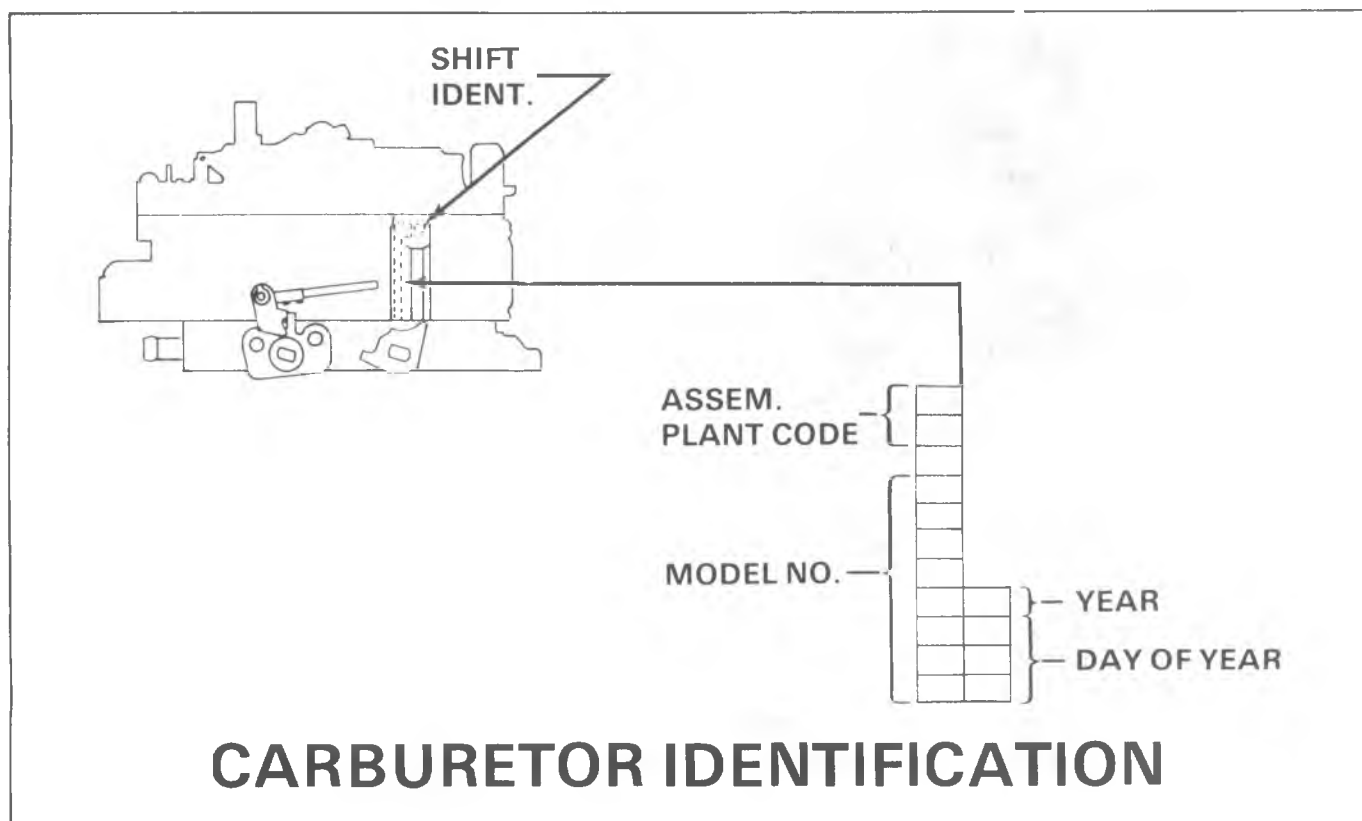 SHIFT
IDENT.
ASSEM.
PLANT CODE
MODEL NO.
YEAR
DAY OF YEAR
CARBURETOR IDENTIFICATION